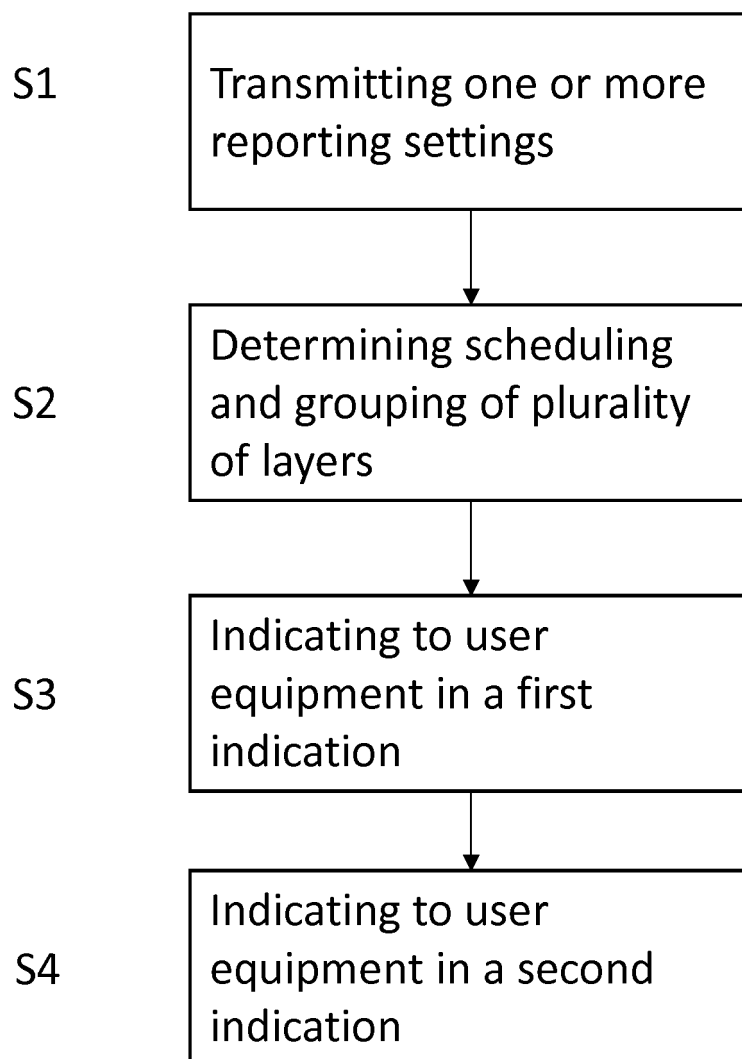 S1
Transmitting one or more
reporting settings
S2
Determining scheduling
and grouping of plurality
of layers
S3
Indicating to user
equipment in a first
indication
S4
Indicating to user
equipment in a second
indication